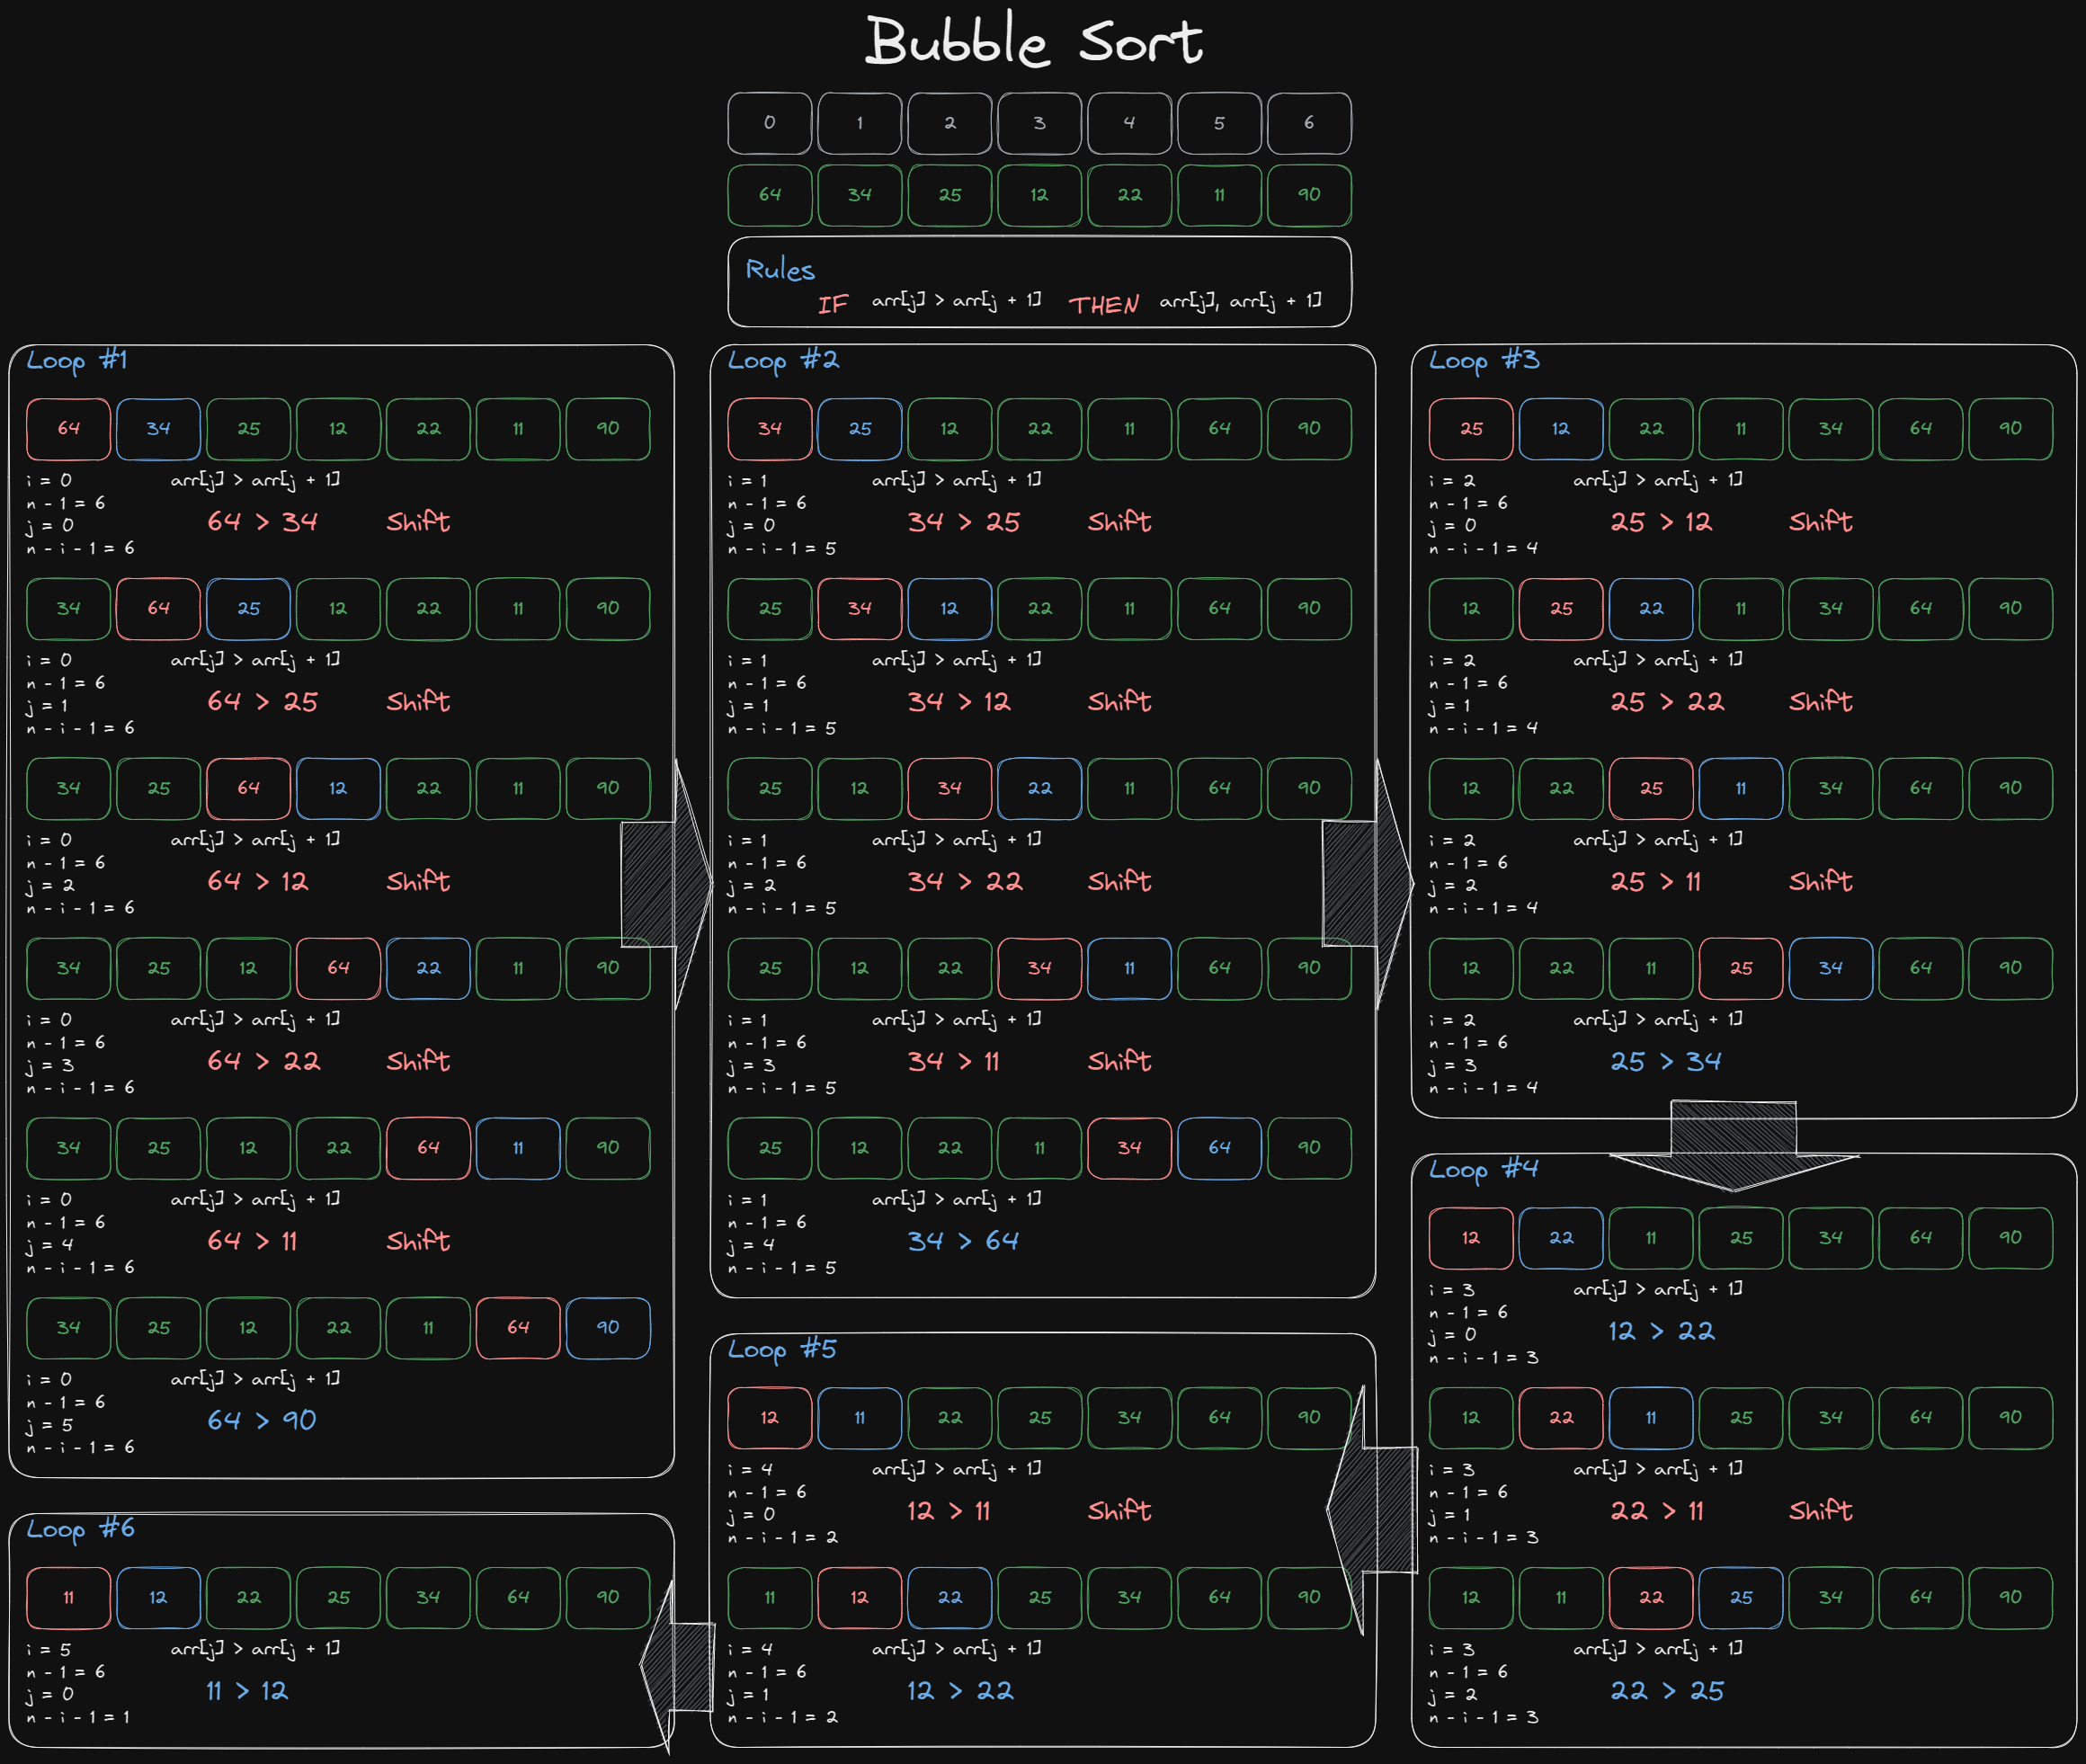 Bubble Sort
0 1 2 3 4 5 6
64 34 25 12 22 11 90
Rules
IF arr[j] > arr[j + 1] THEN arr[j], arr[j + 1]
Loop #1
64 34 25 12 22 11 90
i = 0 arr[j] > arr[j + 1]
n - 1 = 6
64 > 34 Shift
j = 0
n - i - 1 = 6
34 64 25 12 22 11 90
i = 0 arr[j] > arr[j + 1]
n - 1 = 6
64 > 25 Shift
j = 1
n - i - 1 = 6
34 25 64 12 22 11 90
i = 0 arr[j] > arr[j + 1]
n - 1 = 6
64 > 12 Shift
j = 2
n - i - 1 = 6
34 25 12 64 22 11 90
i = 0 arr[j] > arr[j + 1]
n - 1 = 6
64 > 22 Shift
j = 3
n - i - 1 = 6
34 25 12 22 64 11 90
i = 0 arr[j] > arr[j + 1]
n - 1 = 6
64 > 11 Shift
j = 4
n - i - 1 = 6
34 25 12 22 11 64 90
i = 0 arr[j] > arr[j + 1]
n - 1 = 6
64 > 90
j = 5
n - i - 1 = 6
Loop #2
34 25 12 22 11 64 90
i = 1 arr[j] > arr[j + 1]
n - 1 = 6
34 > 25 Shift
j = 0
n - i - 1 = 5
25 34 12 22 11 64 90
i = 1 arr[j] > arr[j + 1]
n - 1 = 6
34 > 12 Shift
j = 1
n - i - 1 = 5
25 12 34 22 11 64 90
i = 1 arr[j] > arr[j + 1]
n - 1 = 6
34 > 22 Shift
j = 2
n - i - 1 = 5
25 12 22 34 11 64 90
i = 1 arr[j] > arr[j + 1]
n - 1 = 6
34 > 11 Shift
j = 3
n - i - 1 = 5
25 12 22 11 34 64 90
i = 1 arr[j] > arr[j + 1]
n - 1 = 6
34 > 64
j = 4
n - i - 1 = 5
Loop #3
25 12 22 11 34 64 90
i = 2 arr[j] > arr[j + 1]
n - 1 = 6
25 > 12 Shift
j = 0
n - i - 1 = 4
12 25 22 11 34 64 90
i = 2 arr[j] > arr[j + 1]
n - 1 = 6
25 > 22 Shift
j = 1
n - i - 1 = 4
12 22 25 11 34 64 90
i = 2 arr[j] > arr[j + 1]
n - 1 = 6
25 > 11 Shift
j = 2
n - i - 1 = 4
12 22 11 25 34 64 90
i = 2 arr[j] > arr[j + 1]
n - 1 = 6
25 > 34
j = 3
n - i - 1 = 4
Loop #4
12 22 11 25 34 64 90
i = 3 arr[j] > arr[j + 1]
n - 1 = 6
12 > 22
j = 0
n - i - 1 = 3
12 22 11 25 34 64 90
i = 3 arr[j] > arr[j + 1]
n - 1 = 6
22 > 11 Shift
j = 1
n - i - 1 = 3
12 11 22 25 34 64 90
i = 3 arr[j] > arr[j + 1]
n - 1 = 6
22 > 25
j = 2
n - i - 1 = 3
Loop #5
12 11 22 25 34 64 90
i = 4 arr[j] > arr[j + 1]
n - 1 = 6
12 > 11 Shift
j = 0
n - i - 1 = 2
11 12 22 25 34 64 90
i = 4 arr[j] > arr[j + 1]
n - 1 = 6
12 > 22
j = 1
n - i - 1 = 2
Loop #6
11 12 22 25 34 64 90
i = 5 arr[j] > arr[j + 1]
n - 1 = 6
11 > 12
j = 0
n - i - 1 = 1